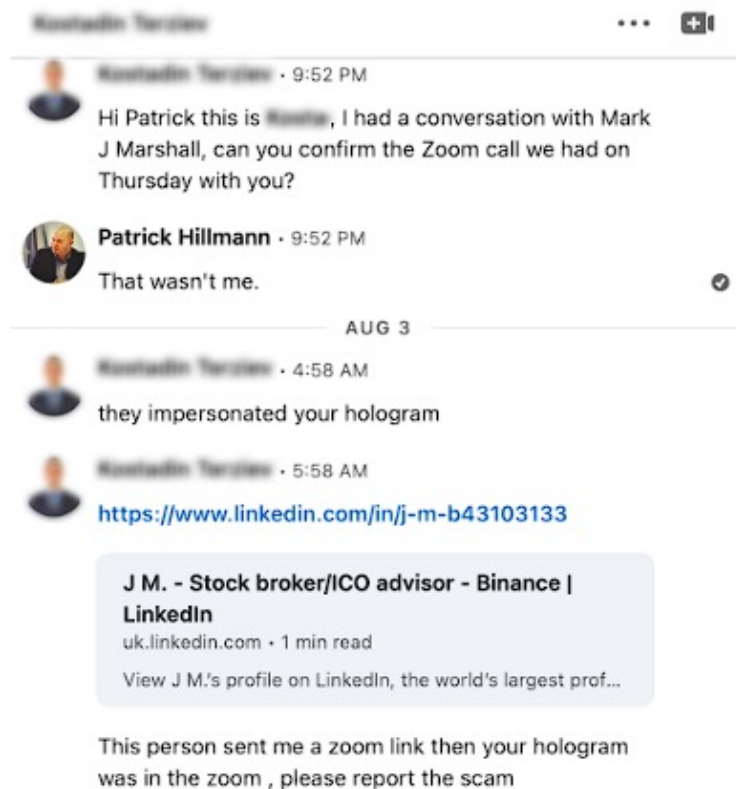 9:52 PM
Hi Patrick this is , I had a conversation with Mark
J Marshall, can you confirm the Zoom call we had on
Thursday with you?
Patrick Hillmann • 9:52 PM
That wasn't me.
AUG 3
• 4:58 AM
they impersonated your hologram
• 5:58 AM
https://www.linkedin.com/in/j-m-b43103133
J M. - Stock broker/ICO advisor - Binance |
LinkedIn
uk.linkedin.com • 1 min read
View J M.'s profile on LinkedIn, the world's largest prof...
This person sent me a zoom link then your hologram
was in the zoom , please report the scam